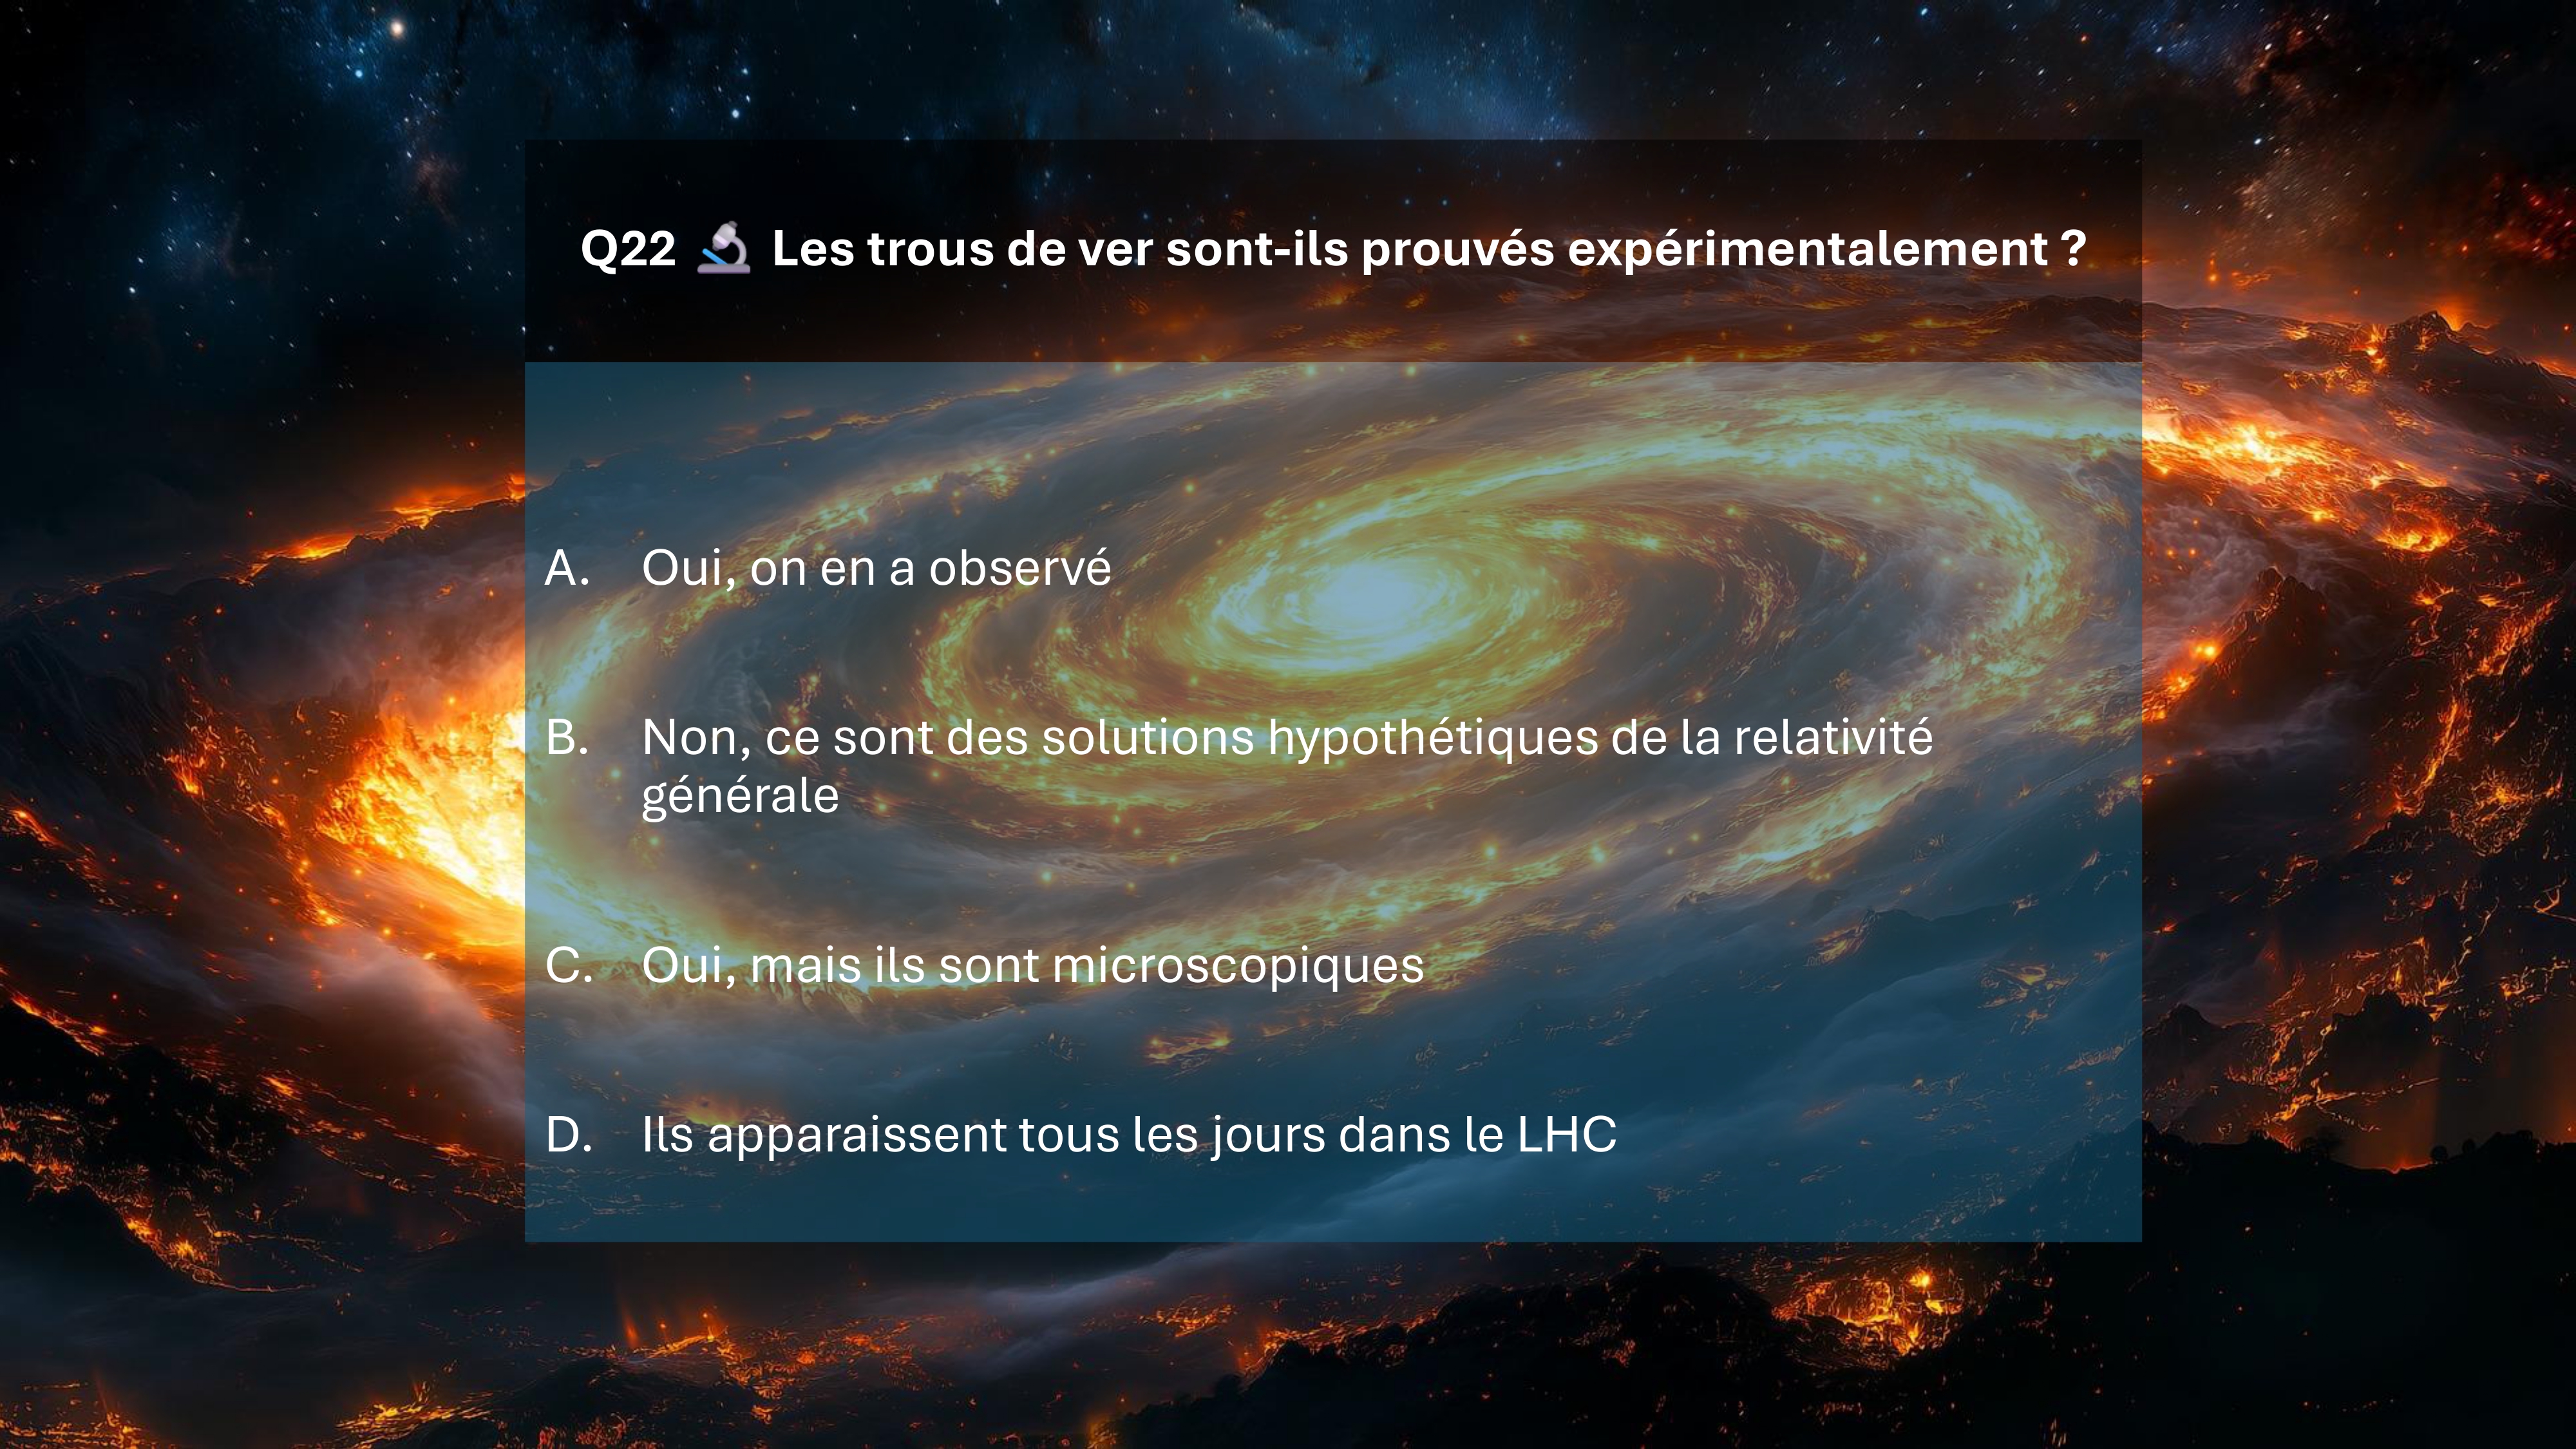 Q22 🔬 Les trous de ver sont-ils prouvés expérimentalement ?
A. Oui, on en a observé
B. Non, ce sont des solutions hypothétiques de la relativité
générale
C. Oui, mais ils sont microscopiques
D. Ils apparaissent tous les jours dans le LHC